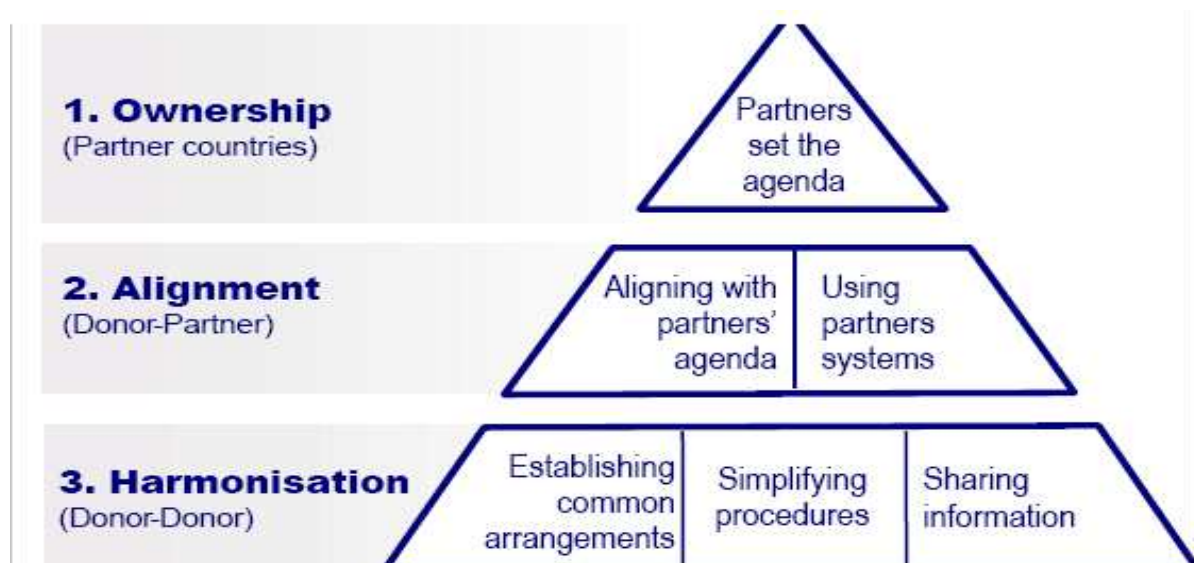 1. Ownership
(Partner countries)
Partners
set the
agenda
2. Alignment
(Donor-Partner)
Aligning with
partners’
agenda
Using
partners
systems
3. Harmonisation
(Donor-Donor)
Establishing
common
arrangements
Simplifying
procedures
Sharing
information